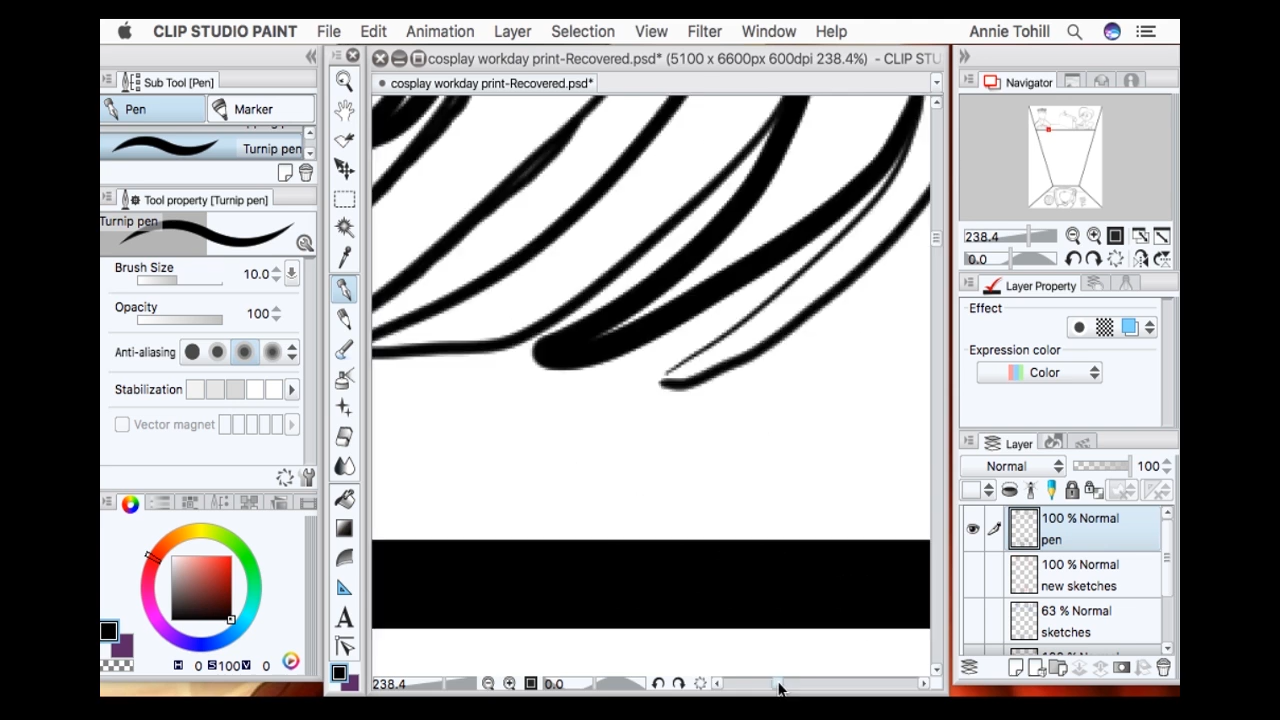 CLIP STUDIO PAINT File Edit Animation Layer Selection View Filter Window Help Annie Tohill
cosplay workday print-Recovered.psd* (5100 x 6600px 600dpi 238.4%) - CLIP STU
cosplay workday print-Recovered.psd*
Sub Tool [Pen]
Pen Marker
Turnip pen
Tool property [Turnip pen]
Turnip pen
Brush Size 10.0
Opacity 100
Anti-aliasing
Stabilization
Vector magnet
H 0 S 100 V 0
A
238.4 0.0
Navigator
238.4
0.0
Layer Property
Effect
Expression color
Color
Layer
Normal 100
100 % Normal
pen
100 % Normal
new sketches
63 % Normal
sketches